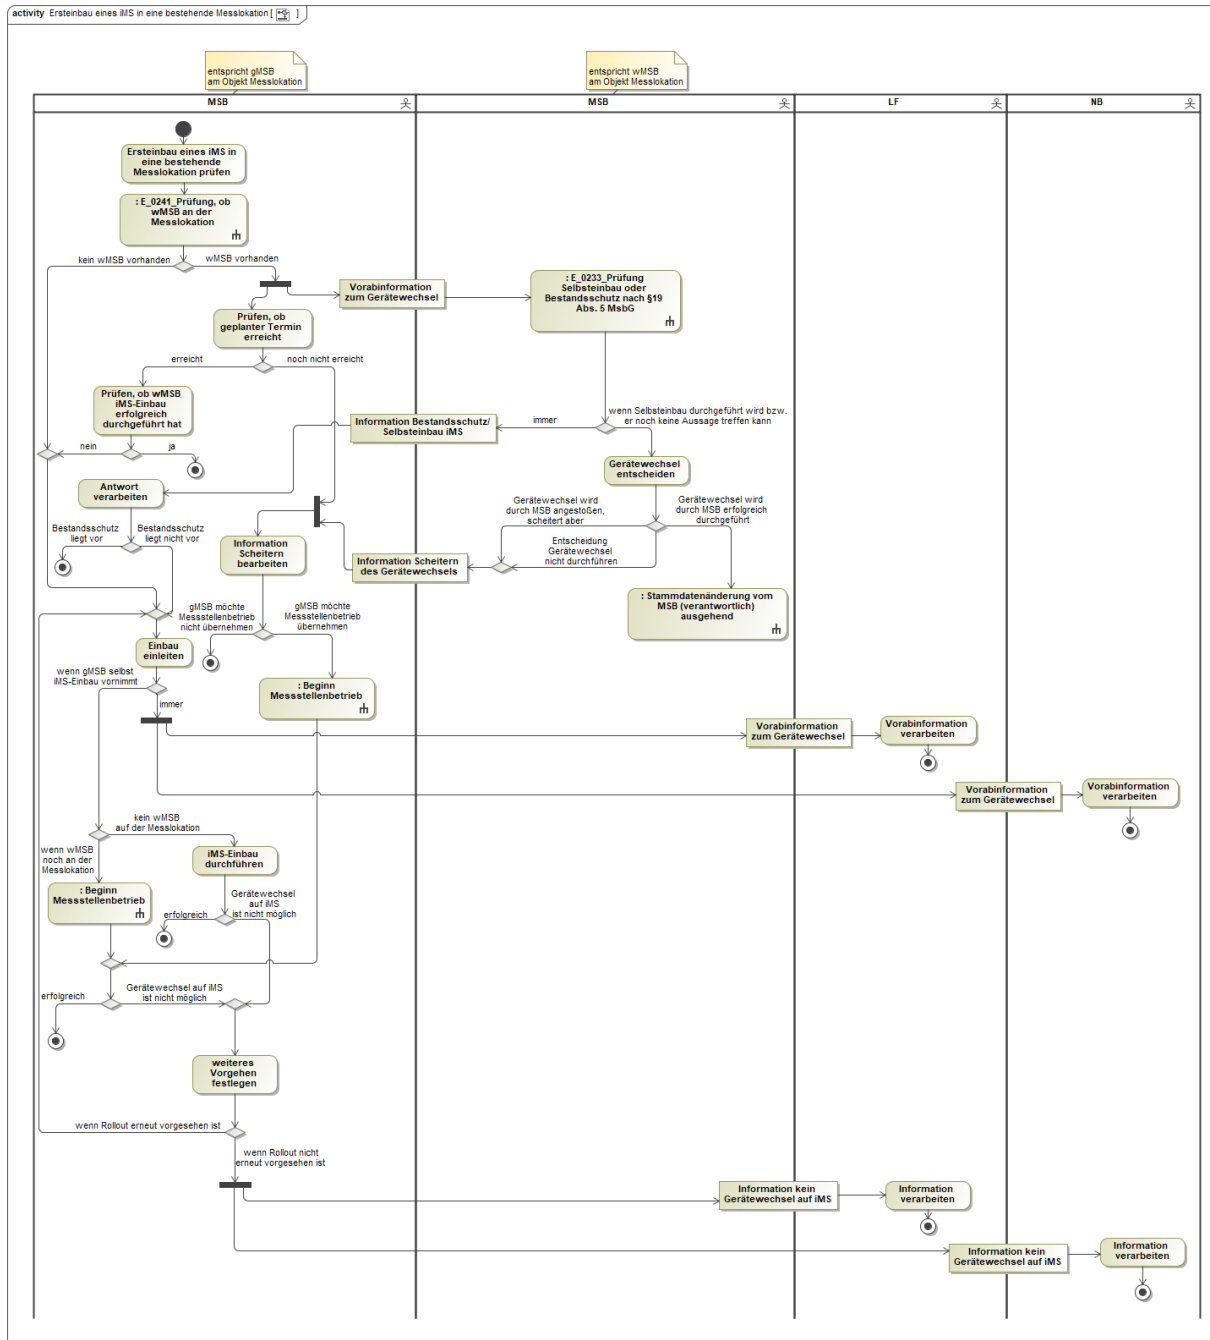 activity Ersteinbau eines iMS in eine bestehende Messlokation [ ]
entspricht gMSB
am Objekt Messlokation
entspricht wMSB
am Objekt Messlokation
MSB
MSB
LF
NB
Ersteinbau eines iMS in
eine bestehende
Messlokation prüfen
: E_0241_Prüfung, ob
wMSB an der
Messlokation
kein wMSB vorhanden
wMSB vorhanden
Vorabinformation
zum Gerätewechsel
: E_0233_Prüfung
Selbsteinbau oder
Bestandsschutz nach §19
Abs. 5 MsbG
Prüfen, ob
geplanter Termin
erreicht
erreicht
noch nicht erreicht
Prüfen, ob wMSB
iMS-Einbau
erfolgreich
durchgeführt hat
Information Bestandsschutz/
Selbsteinbau iMS
immer
wenn Selbsteinbau durchgeführt wird bzw.
er noch keine Aussage treffen kann
nein
ja
Gerätewechsel
entscheiden
Antwort
verarbeiten
Gerätewechsel wird
durch MSB angestoßen,
scheitert aber
Gerätewechsel wird
durch MSB erfolgreich
durchgeführt
Bestandsschutz
liegt vor
Bestandsschutz
liegt nicht vor
Information
Scheitern
bearbeiten
Entscheidung
Gerätewechsel
nicht durchführen
Information Scheitern
des Gerätewechsels
: Stammdatenänderung vom
MSB (verantwortlich)
ausgehend
gMSB möchte
Messstellenbetrieb
nicht übernehmen
gMSB möchte
Messstellenbetrieb
übernehmen
Einbau
einleiten
wenn gMSB selbst
iMS-Einbau vornimmt
: Beginn
Messstellenbetrieb
immer
Vorabinformation
zum Gerätewechsel
Vorabinformation
verarbeiten
Vorabinformation
zum Gerätewechsel
Vorabinformation
verarbeiten
kein wMSB
auf der Messlokation
wenn wMSB
noch an der
Messlokation
iMS-Einbau
durchführen
: Beginn
Messstellenbetrieb
Gerätewechsel
auf iMS
ist nicht möglich
erfolgreich
erfolgreich
Gerätewechsel auf iMS
ist nicht möglich
weiteres
Vorgehen
festlegen
wenn Rollout erneut vorgesehen ist
wenn Rollout nicht
erneut vorgesehen ist
Information kein
Gerätewechsel auf iMS
Information
verarbeiten
Information kein
Gerätewechsel auf iMS
Information
verarbeiten